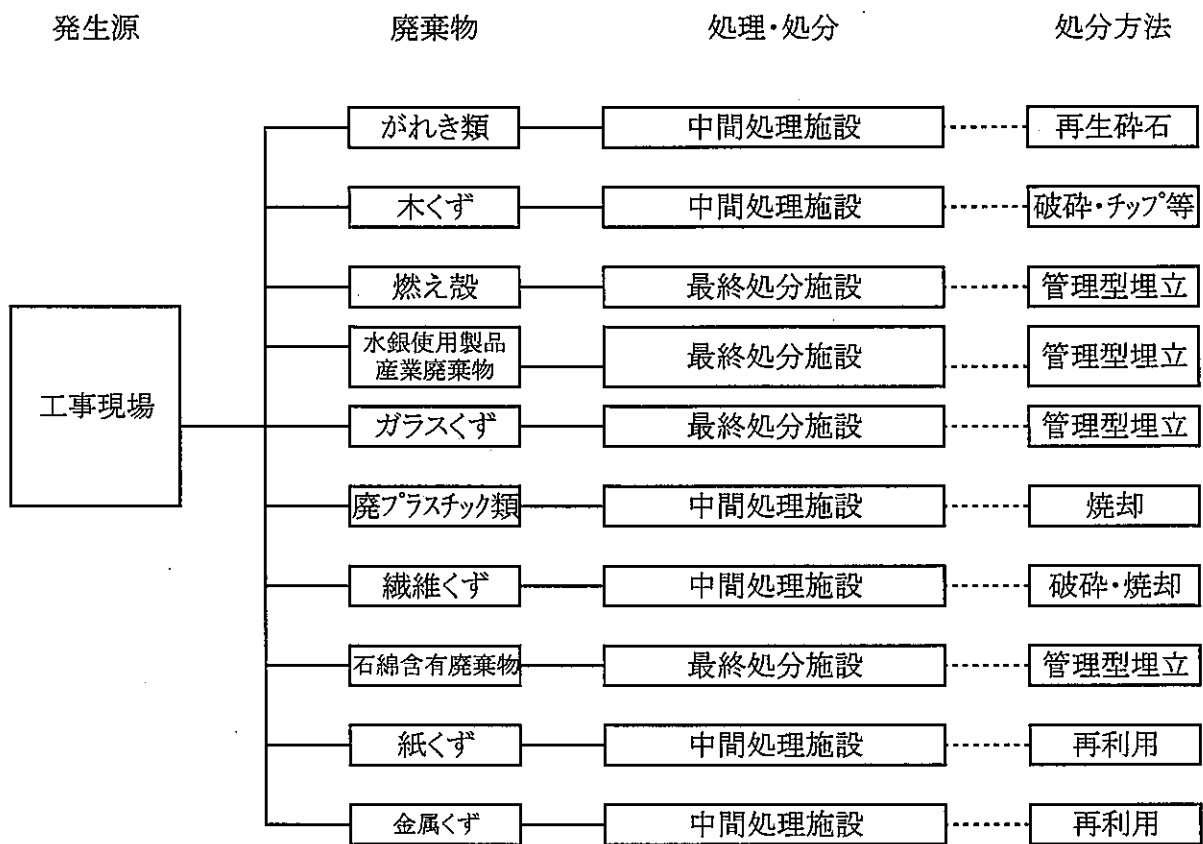 発生源 廃棄物 処理・処分 処分方法
がれき類 中間処理施設 再生砕石
木くず 中間処理施設 破砕・チップ等
燃え殻 最終処分施設 管理型埋立
工事現場
水銀使用製品
産業廃棄物
最終処分施設 管理型埋立
ガラスくず 最終処分施設 管理型埋立
廃プラスチック類 中間処理施設 焼却
繊維くず 中間処理施設 破砕・焼却
石綿含有廃棄物 最終処分施設 管理型埋立
紙くず 中間処理施設 再利用
金属くず 中間処理施設 再利用